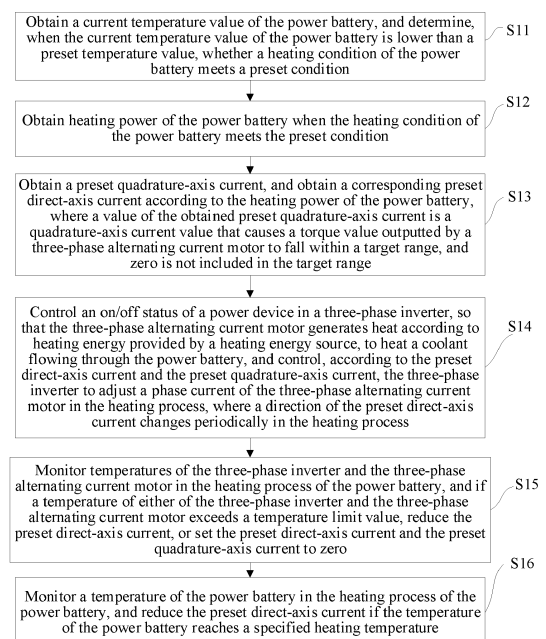 Obtain a current temperature value of the power battery, and determine,
when the current temperature value of the power battery is lower than a
preset temperature value, whether a heating condition of the power
battery meets a preset condition
S11
Obtain heating power of the power battery when the heating condition of
the power battery meets the preset condition
S12
Obtain a preset quadrature-axis current, and obtain a corresponding preset
direct-axis current according to the heating power of the power battery,
where a value of the obtained preset quadrature-axis current is a
quadrature-axis current value that causes a torque value outputted by a
three-phase alternating current motor to fall within a target range, and
zero is not included in the target range
S13
Control an on/off status of a power device in a three-phase inverter, so
that the three-phase alternating current motor generates heat according to
heating energy provided by a heating energy source, to heat a coolant
flowing through the power battery, and control, according to the preset
direct-axis current and the preset quadrature-axis current, the three-phase
inverter to adjust a phase current of the three-phase alternating current
motor in the heating process, where a direction of the preset direct-axis
current changes periodically in the heating process
S14
Monitor temperatures of the three-phase inverter and the three-phase
alternating current motor in the heating process of the power battery, and if
a temperature of either of the three-phase inverter and the three-phase
alternating current motor exceeds a temperature limit value, reduce the
preset direct-axis current, or set the preset direct-axis current and the preset
quadrature-axis current to zero
S15
Monitor a temperature of the power battery in the heating process of the
power battery, and reduce the preset direct-axis current if the temperature
of the power battery reaches a specified heating temperature
S16